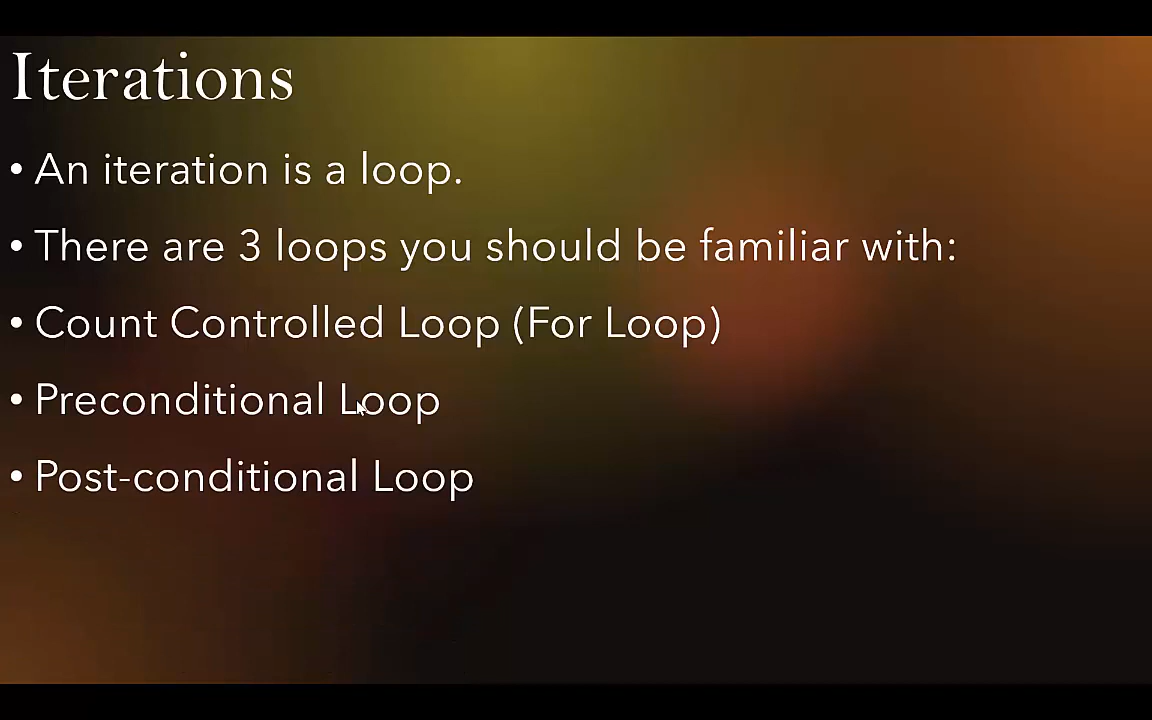 Iterations
• An iteration is a loop.
• There are 3 loops you should be familiar with:
• Count Controlled Loop (For Loop)
• Preconditional Loop
• Post-conditional Loop